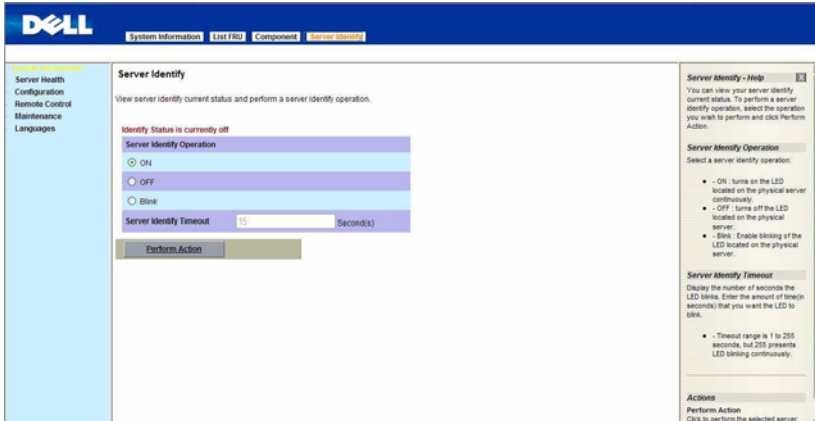 DELL
System Information List FRU Component Server Identify
System Information
Server Health
Configuration
Remote Control
Maintenance
Languages
Server Identify
View server identify current status and perform a server identify operation.
Identify Status is currently off
Server Identify Operation
ON
OFF
Blink
Server Identify Timeout 15 Second(s)
Perform Action
Server Identify - Help X
You can view your server identify
current status. To perform a server
identify operation, select the operation
you wish to perform and click Perform
Action.
Server Identify Operation
Select a server identify operation:
- ON : turns on the LED
located on the physical server
continuously.
- OFF : turns off the LED
located on the physical
server.
- Blink : Enable blinking of the
LED located on the physical
server.
Server Identify Timeout
Display the number of seconds the
LED blinks. Enter the amount of time(in
seconds) that you want the LED to
blink.
- Timeout range is 1 to 255
seconds, but 255 presents
LED blinking continuously.
Actions
Perform Action
Click to perform the selected server